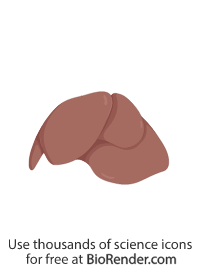 Use thousands of science icons
for free at BioRender.com